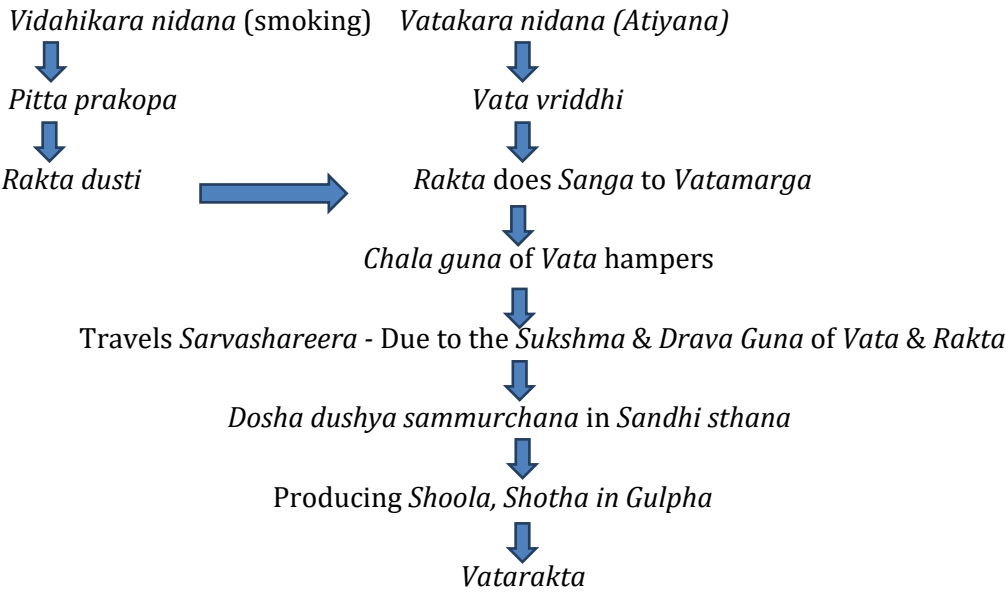 Vidahikara nidana (smoking) Vatakara nidana (Atiyana)
Pitta prakopa Vata vriddhi
Rakta dusti Rakta does Sanga to Vatamarga
Chala guna of Vata hampers
Travels Sarvashareera - Due to the Sukshma & Drava Guna of Vata & Rakta
Dosha dushya sammurchana in Sandhi sthana
Producing Shoola, Shotha in Gulpha
Vatarakta